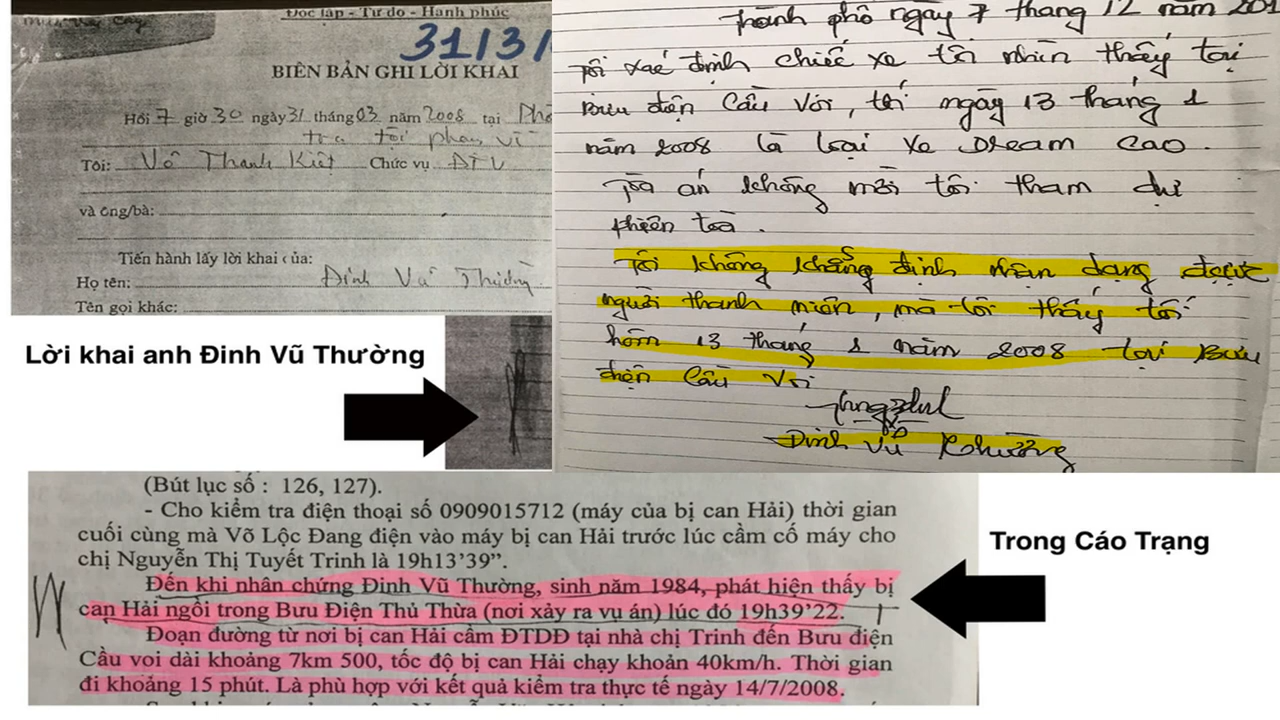 Độc lập - Tự do - Hạnh phúc
31/3/
BIÊN BẢN GHI LỜI KHAI
Hồi 7 giờ 30 ngày 31 tháng 03 năm 2008 tại
tra tội phạm về
Tôi: Võ Thanh Kiệt Chức vụ ĐTV
và ông/bà:
Tiến hành lấy lời khai của:
Họ tên: Đinh Vũ Thường
Tên gọi khác:
Thành phố ngày 7 tháng 12 năm 201
Tôi xác định chiếc xe tôi nhìn thấy tại
Bưu điện Cầu Voi, tối ngày 13 tháng 1
năm 2008 là loại xe Dream cao.
Tòa án không mời tôi tham dự
phiên toà.
Tôi không khẳng định nhận dạng được
người thanh niên, mà tôi thấy tối
hôm 13 tháng 1 năm 2008 tại Bưu
điện Cầu Voi
Đinh Vũ Thường
Lời khai anh Đinh Vũ Thường
(Bút lục số : 126, 127).
- Cho kiểm tra điện thoại số 0909015712 (máy của bị can Hải) thời gian
cuối cùng mà Võ Lộc Đang điện vào máy bị can Hải trước lúc cầm cố máy cho
chị Nguyễn Thị Tuyết Trinh là 19h13'39".
Đến khi nhân chứng Đinh Vũ Thường, sinh năm 1984, phát hiện thấy bị
can Hải ngồi trong Bưu Điện Thủ Thừa (nơi xảy ra vụ án) lúc đó 19h39'22.
Đoạn đường từ nơi bị can Hải cầm ĐTDĐ tại nhà chị Trinh đến Bưu điện
Cầu voi dài khoảng 7km 500, tốc độ bị can Hải chạy khoản 40km/h. Thời gian
đi khoảng 15 phút. Là phù hợp với kết quả kiểm tra thực tế ngày 14/7/2008.
Trong Cáo Trạng